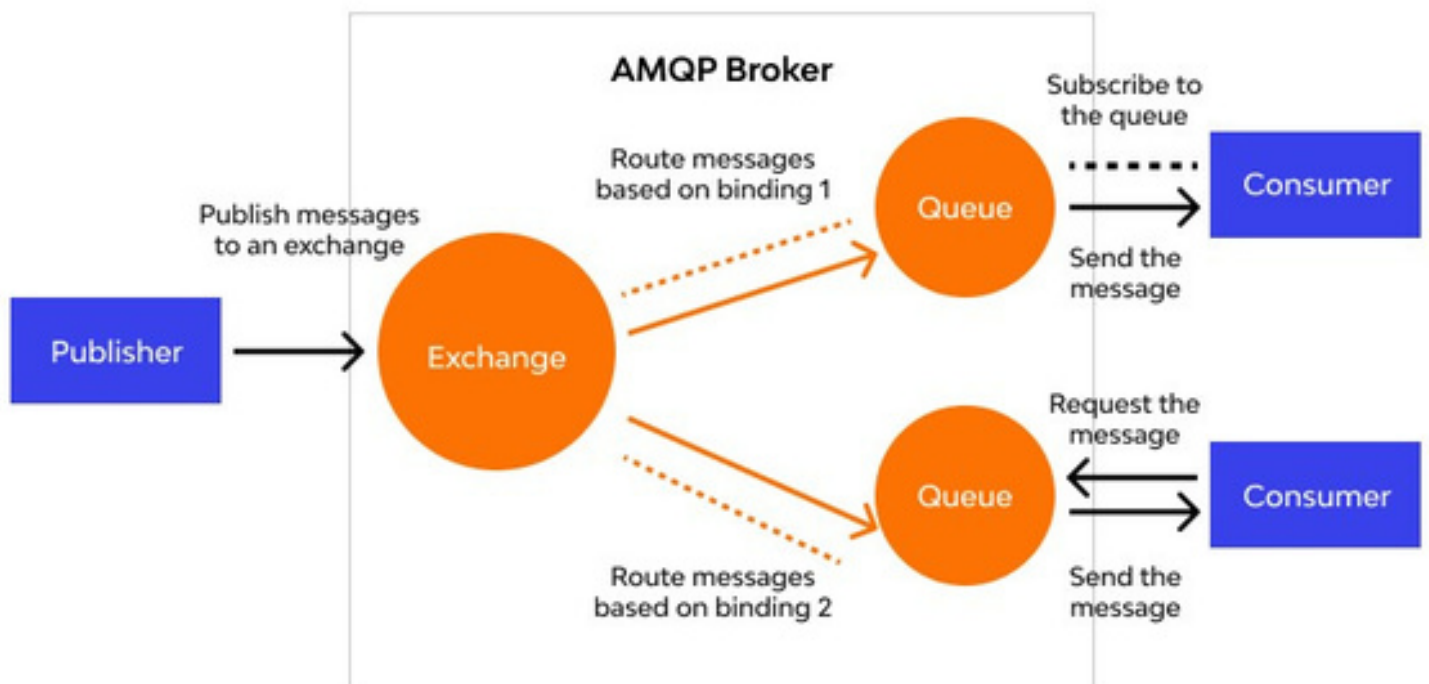 AMQP Broker
Subscribe to
the queue
Route messages
based on binding 1
Queue
Consumer
Publish messages
to an exchange
Send the
message
Publisher
Exchange
Request the
message
Queue
Consumer
Route messages
based on binding 2
Send the
message